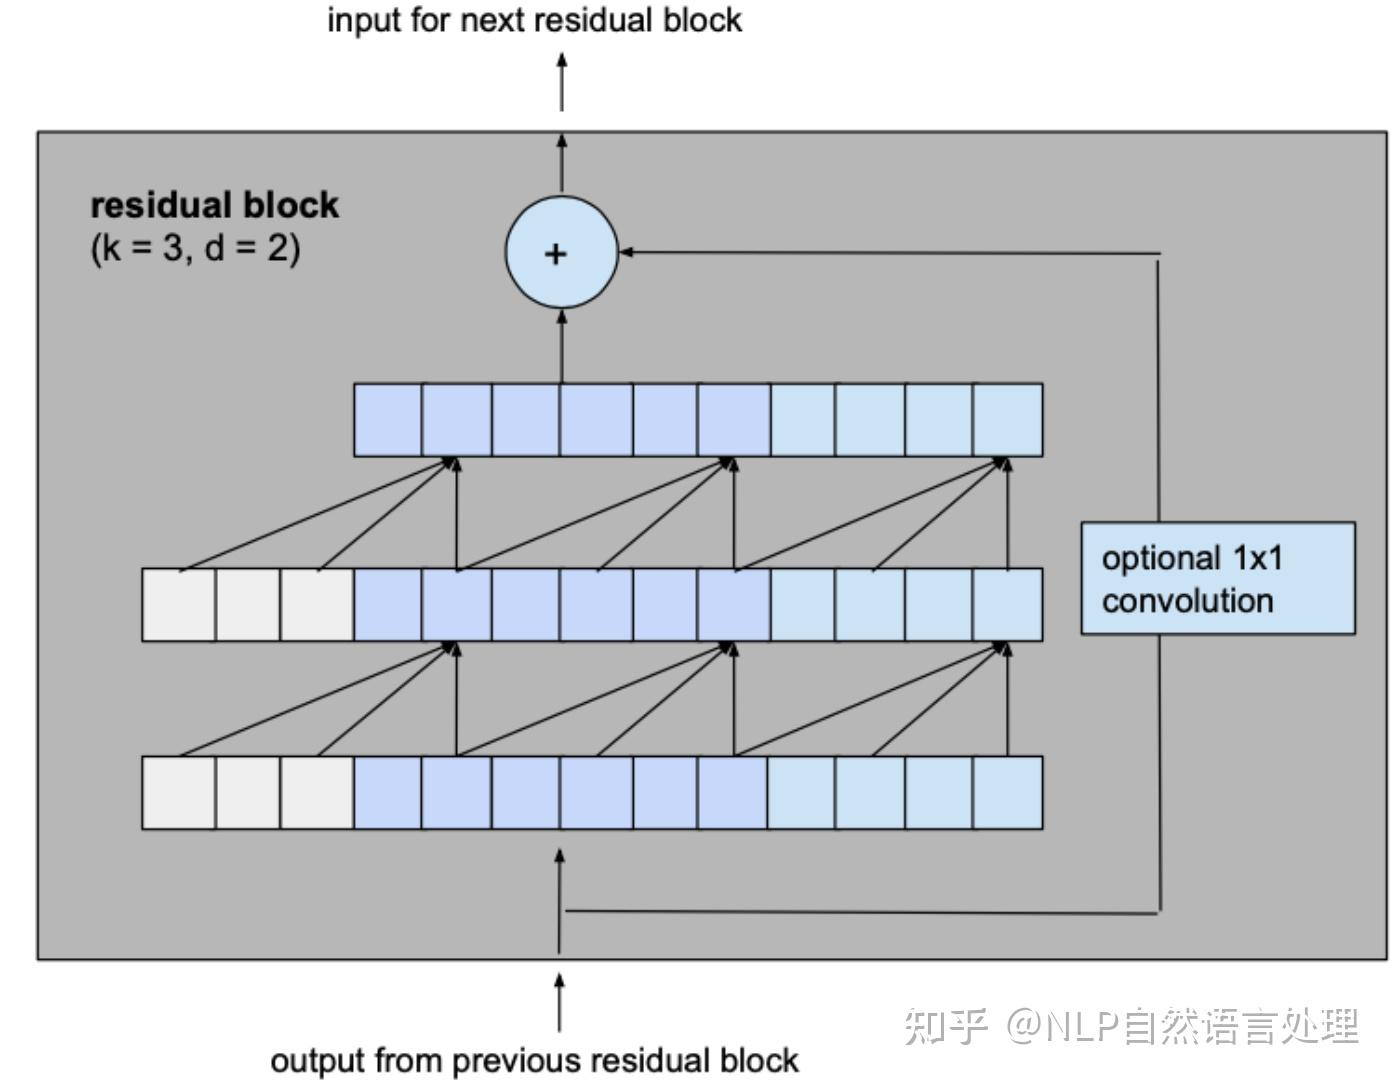 input for next residual block
residual block
(k = 3, d = 2)
+
optional 1x1
convolution
output from previous residual block
知乎 @NLP自然语言处理